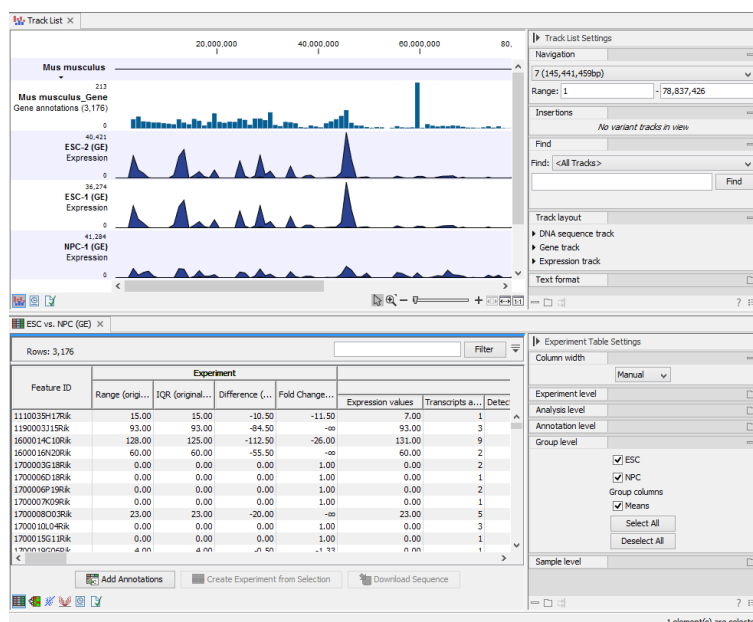 Track List
20,000,000 40,000,000 60,000,000 80.
Mus musculus
213
Mus musculus_Gene
Gene annotations (3,176)
0
40,421
ESC-2 (GE)
Expression
0
36,274
ESC-1 (GE)
Expression
0
41,284
NPC-1 (GE)
Expression
0
Track List Settings
Navigation
7 (145,441,459bp)
Range: 1 - 78,837,426
Insertions
No variant tracks in view
Find
Find: <All Tracks>
Find
Track layout
DNA sequence track
Gene track
Expression track
Text format
ESC vs. NPC (GE)
Rows: 3,176
Filter
Experiment
Feature ID Range (origi... IQR (original... Difference (... Fold Change... Expression values Transcripts a... Detec
1110035H17Rik 15.00 15.00 -10.50 -11.50 7.00 1
1190003J15Rik 93.00 93.00 -84.50 -∞ 93.00 3
1600014C10Rik 128.00 125.00 -112.50 -26.00 131.00 9
1600016N20Rik 60.00 60.00 -55.50 -∞ 60.00 2
1700003G18Rik 0.00 0.00 0.00 1.00 0.00 2
1700006D18Rik 0.00 0.00 0.00 1.00 0.00 1
1700006P19Rik 0.00 0.00 0.00 1.00 0.00 2
1700007K09Rik 0.00 0.00 0.00 1.00 0.00 1
1700008O03Rik 23.00 23.00 -20.00 -∞ 23.00 5
1700010L04Rik 0.00 0.00 0.00 1.00 0.00 3
1700015G11Rik 0.00 0.00 0.00 1.00 0.00 1
1700019G06Rik 4.00 4.00 -0.50 -1.33 0.00 1
Add Annotations Create Experiment from Selection Download Sequence
Experiment Table Settings
Column width
Manual
Experiment level
Analysis level
Annotation level
Group level
ESC
NPC
Group columns
Means
Select All
Deselect All
Sample level